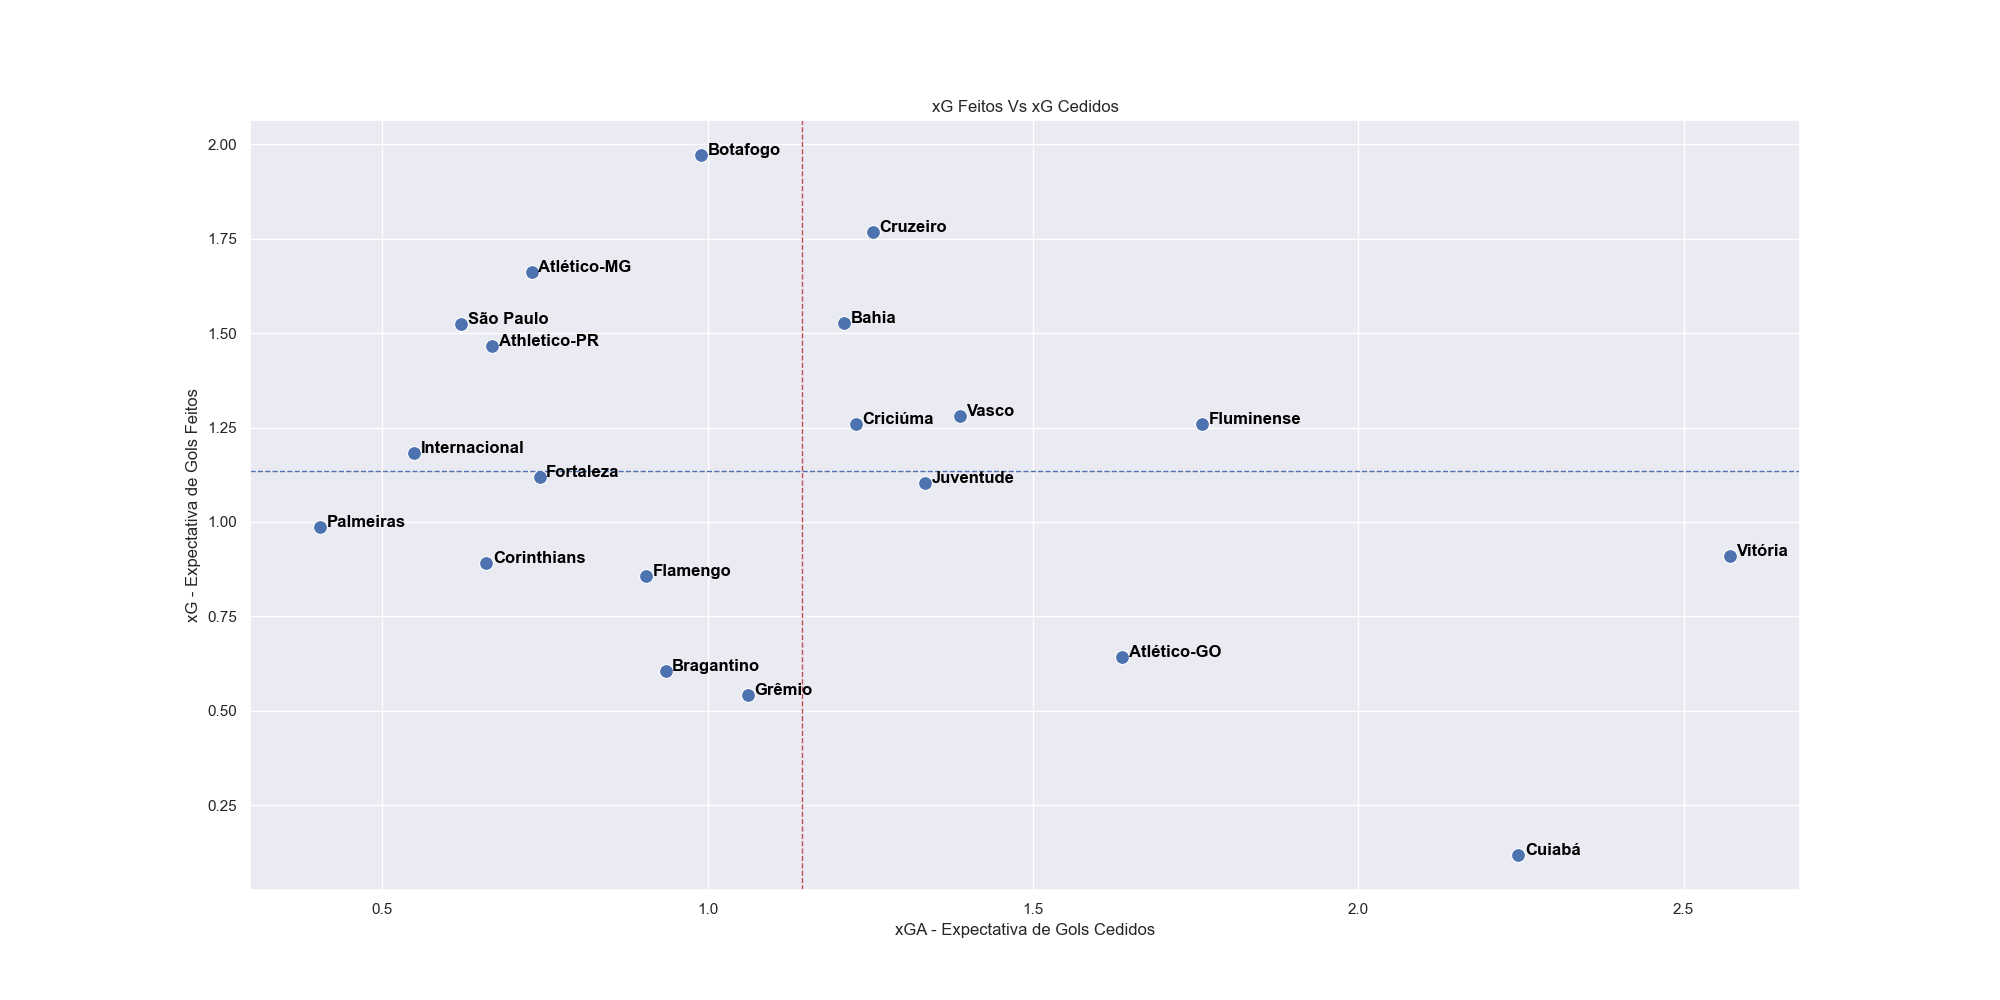 xG Feitos Vs xG Cedidos
2.00
1.75
1.50
1.25
1.00
0.75
0.50
0.25
xG - Expectativa de Gols Feitos
Botafogo
Cruzeiro
Atlético-MG
São Paulo
Bahia
Athletico-PR
Vasco
Criciúma
Fluminense
Internacional
Fortaleza
Juventude
Palmeiras
Vitória
Corinthians
Flamengo
Atlético-GO
Bragantino
Grêmio
Cuiabá
0.5
1.0
1.5
2.0
2.5
xGA - Expectativa de Gols Cedidos